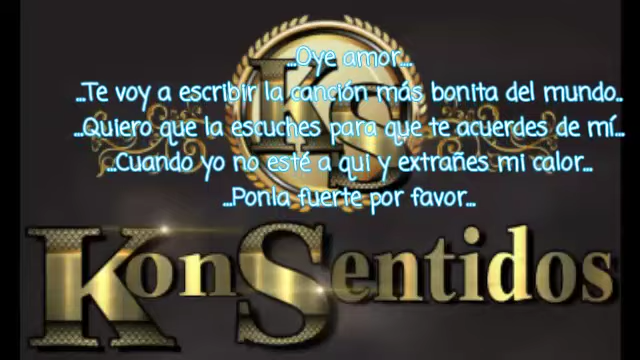 ...Oye amor...
...Te voy a escribir la canción más bonita del mundo..
...Quiero que la escuches para que te acuerdes de mí...
...Cuando yo no esté a qui y extrañes mi calor...
...Ponla fuerte por favor...
KS
KonSentidos